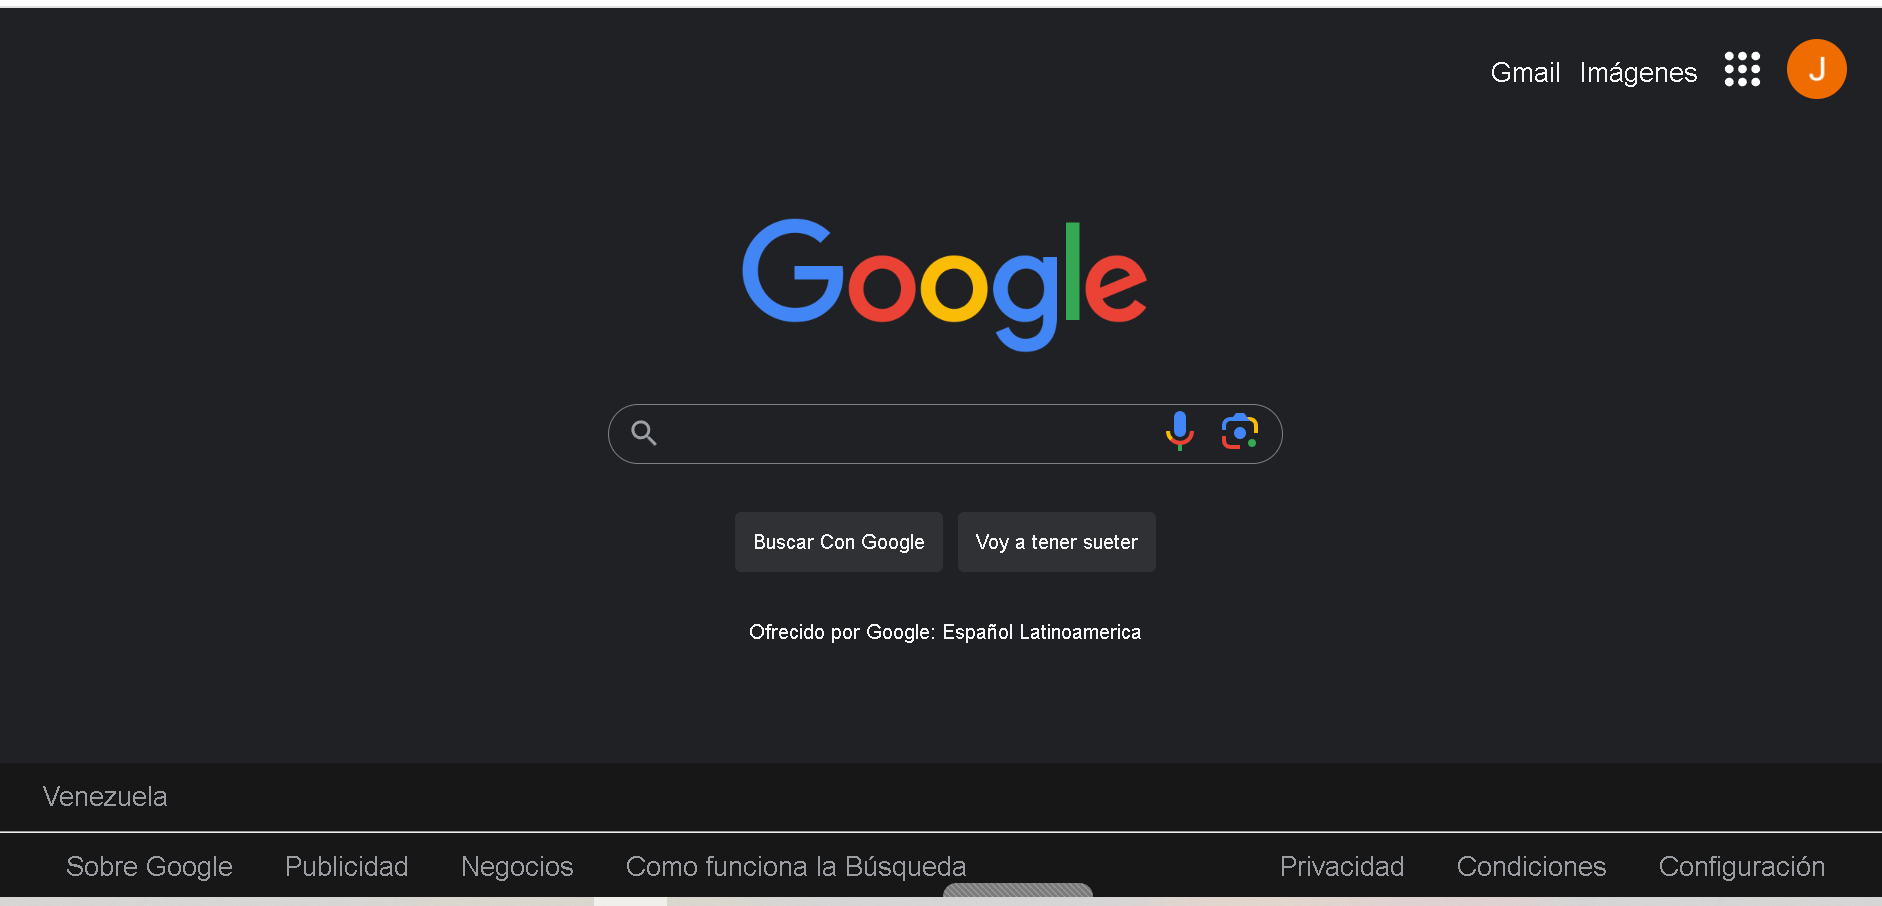 Gmail Imágenes J
Google
Buscar Con Google Voy a tener sueter
Ofrecido por Google: Español Latinoamerica
Venezuela
Sobre Google Publicidad Negocios Como funciona la Búsqueda Privacidad Condiciones Configuración